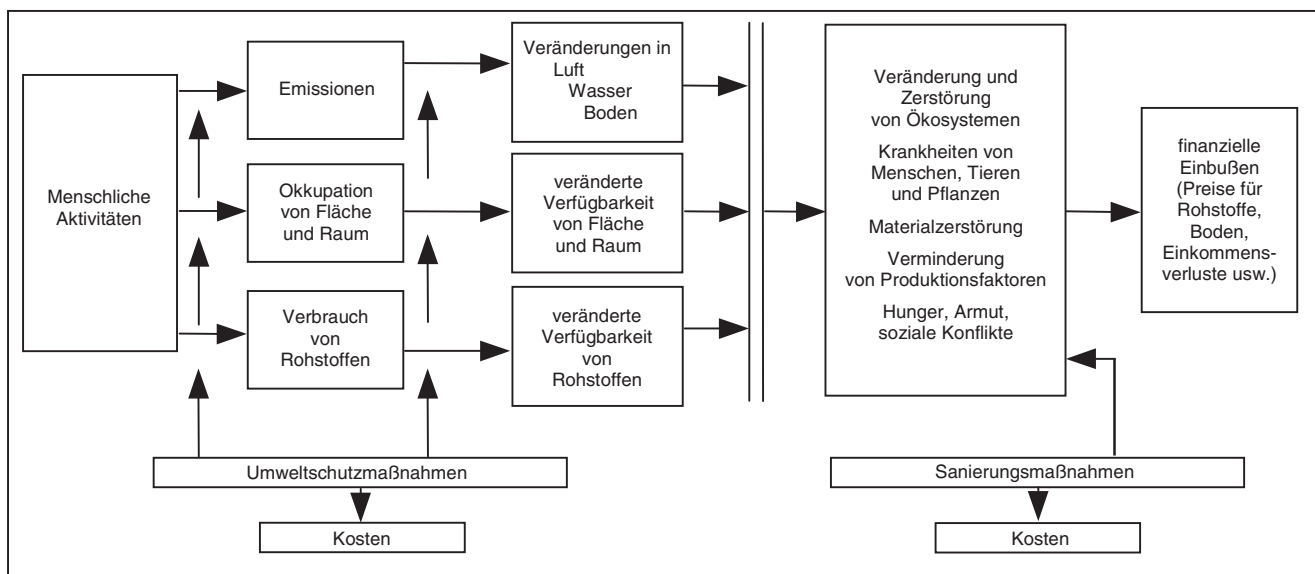 Menschliche
Aktivitäten
Emissionen
Okkupation
von Fläche
und Raum
Verbrauch
von
Rohstoffen
Veränderungen in
Luft
Wasser
Boden
veränderte
Verfügbarkeit
von Fläche
und Raum
veränderte
Verfügbarkeit
von
Rohstoffen
Veränderung und
Zerstörung
von Ökosystemen
Krankheiten von
Menschen, Tieren
und Pflanzen
Materialzerstörung
Verminderung
von Produktionsfaktoren
Hunger, Armut,
soziale Konflikte
finanzielle
Einbußen
(Preise für
Rohstoffe,
Boden,
Einkommens-
verluste usw.)
Umweltschutzmaßnahmen
Kosten
Sanierungsmaßnahmen
Kosten